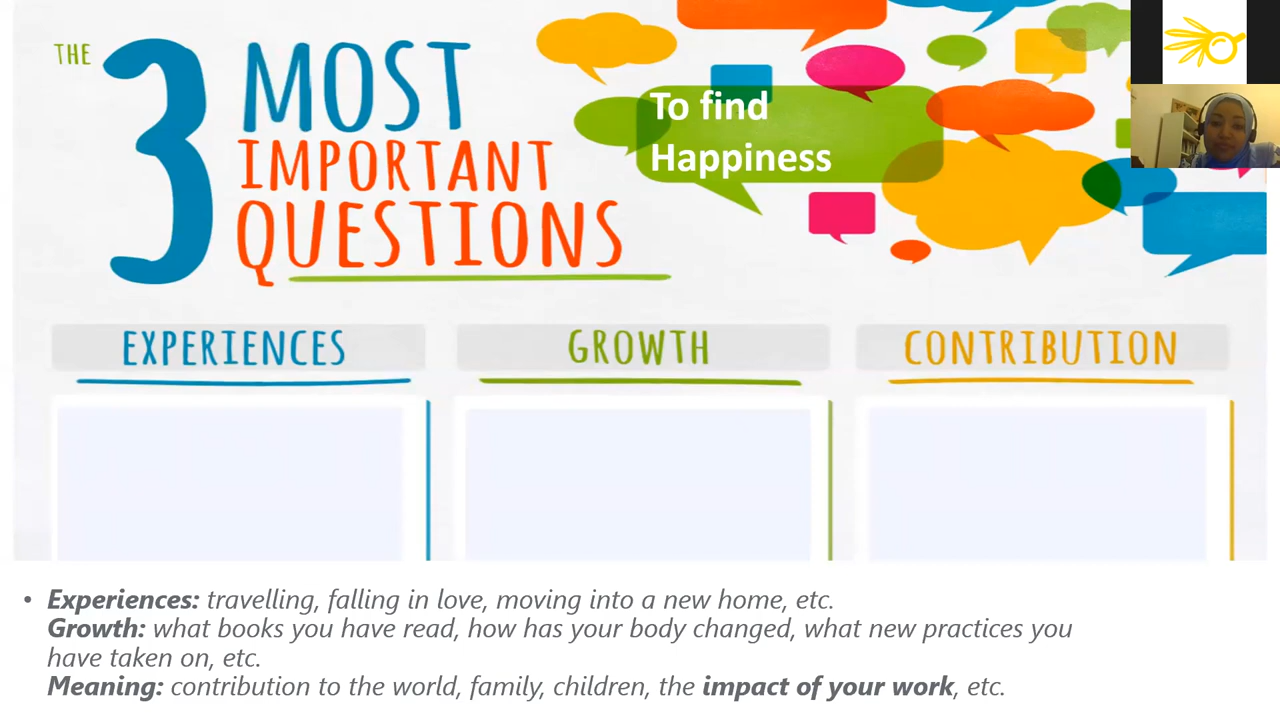 THE 3 MOST
IMPORTANT
QUESTIONS
To find
Happiness
EXPERIENCES
GROWTH
CONTRIBUTION
• Experiences: travelling, falling in love, moving into a new home, etc.
Growth: what books you have read, how has your body changed, what new practices you
have taken on, etc.
Meaning: contribution to the world, family, children, the impact of your work, etc.